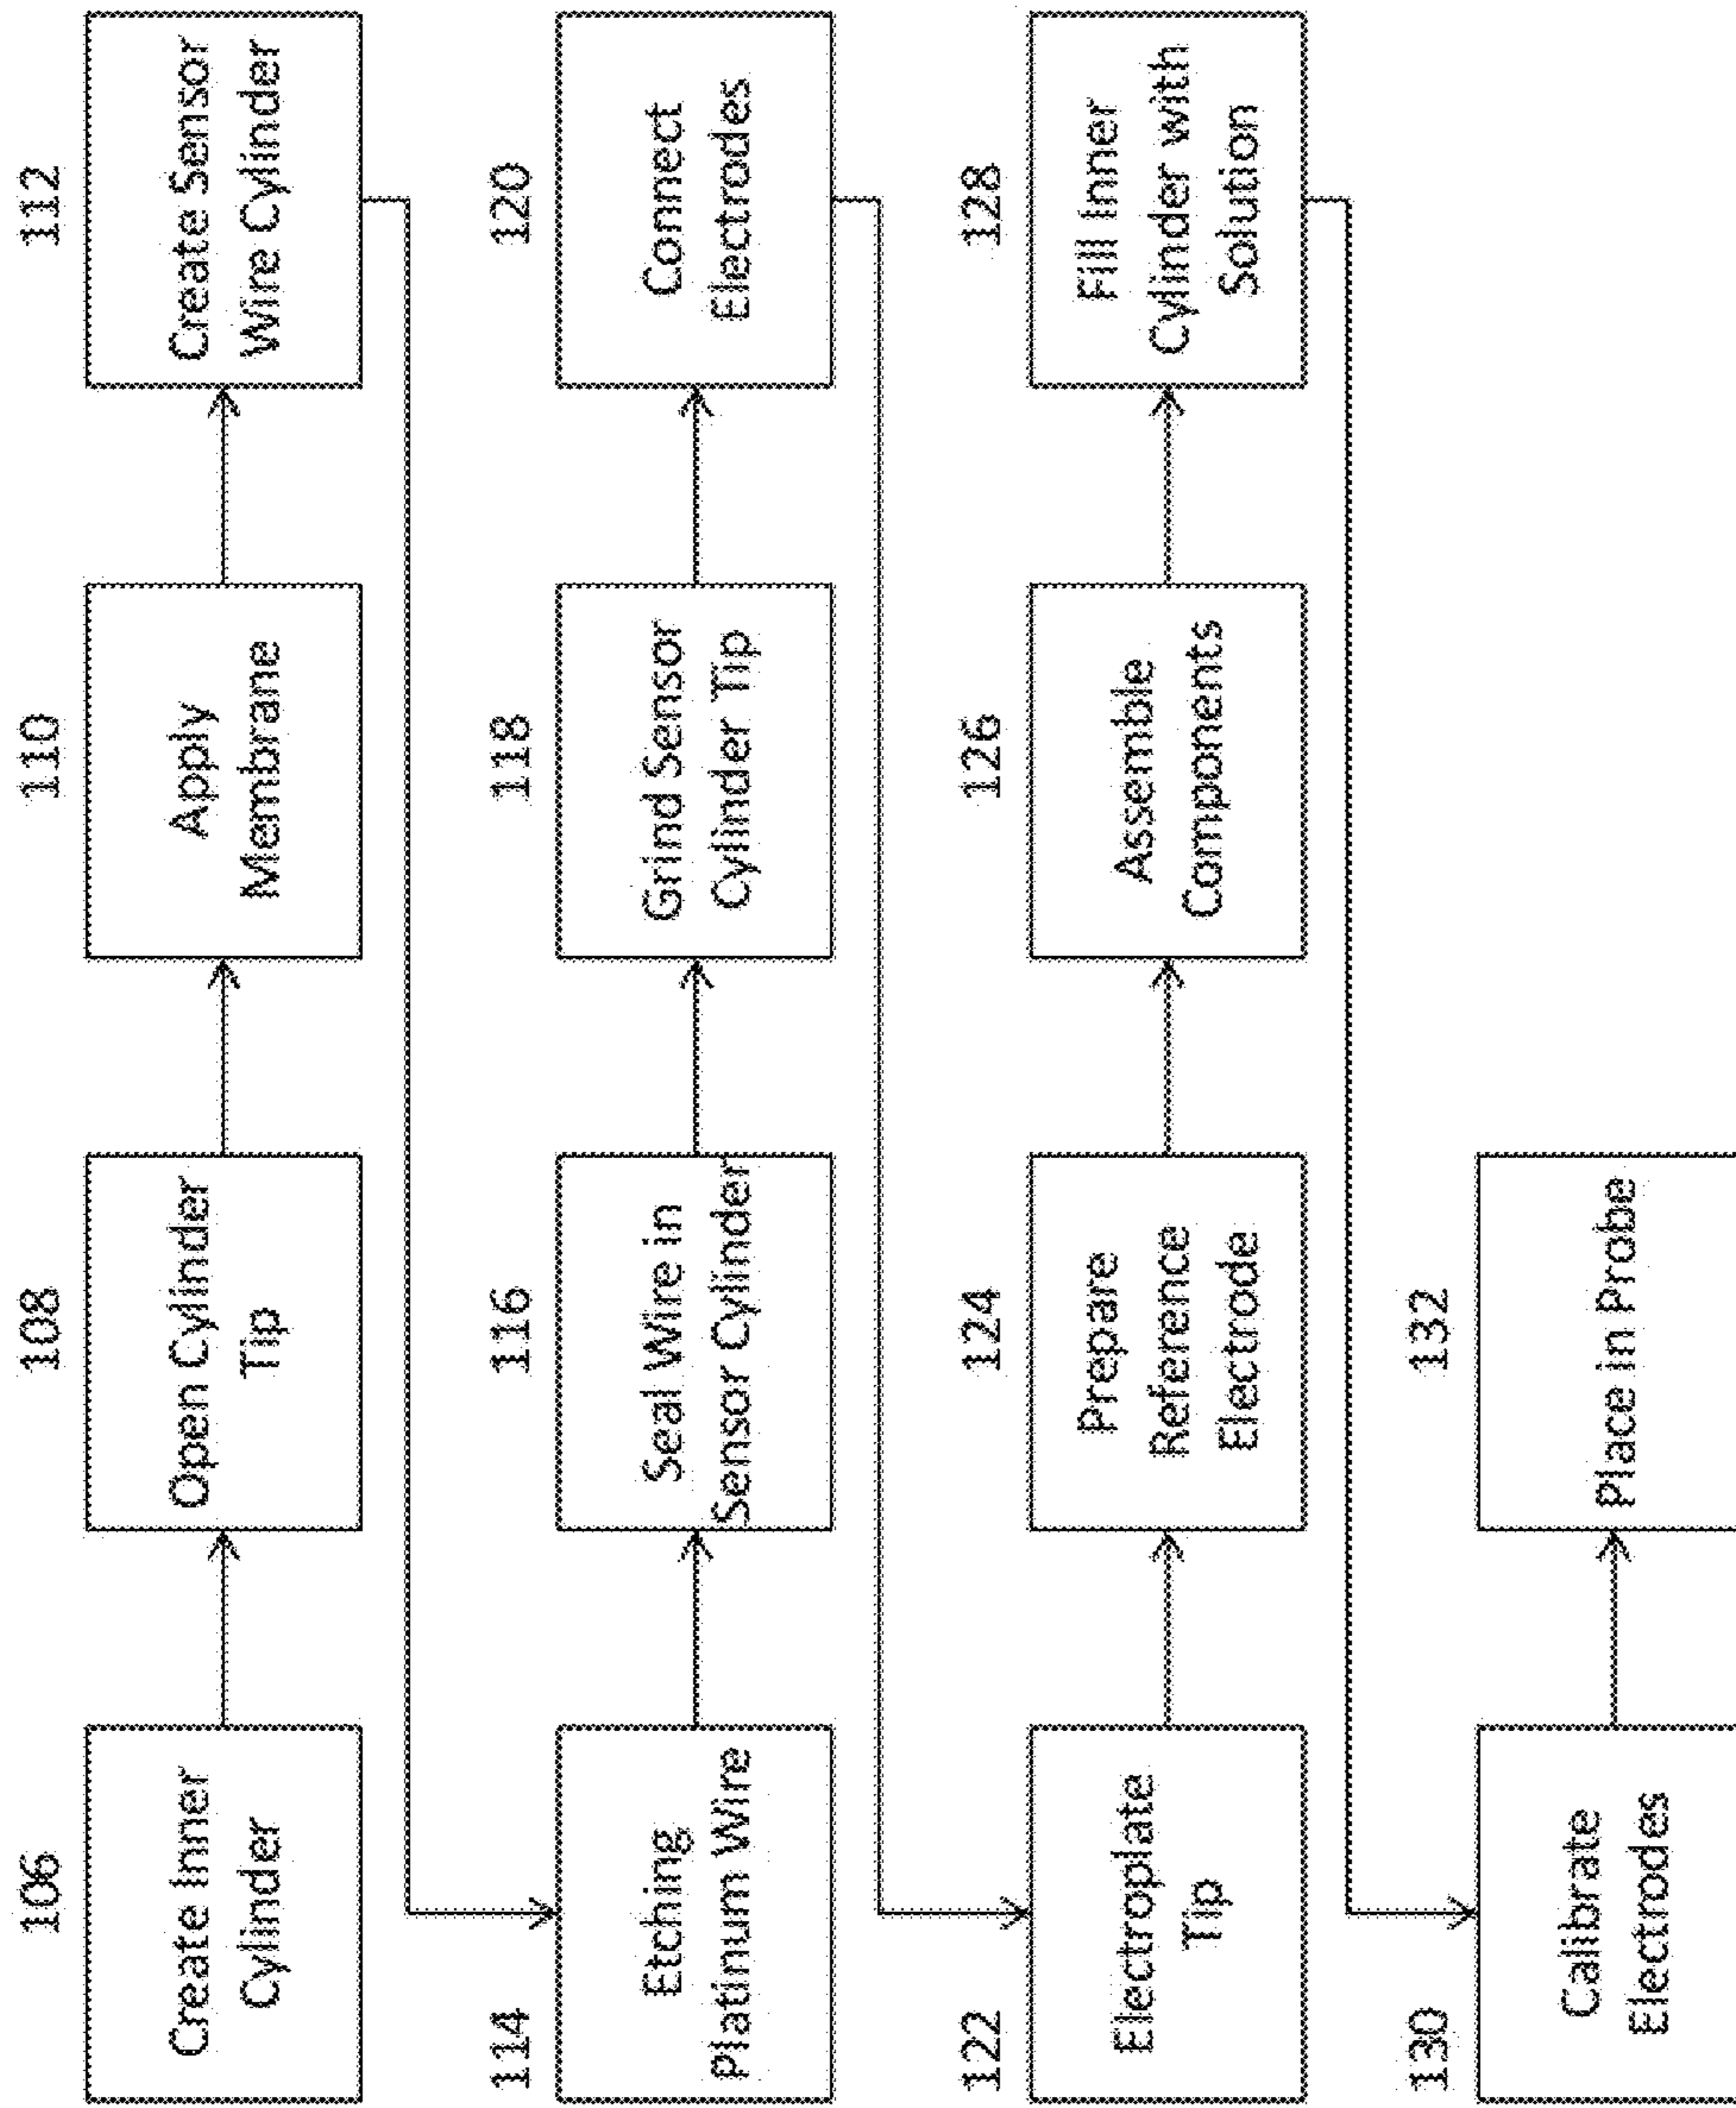 106
Create Inner
Cylinder
108
Open Cylinder
Tip
110
Apply
Membrane
112
Create Sensor
Wire Cylinder
114
Etching
Platinum Wire
116
Seal Wire in
Sensor Cylinder
118
Grind Sensor
Cylinder Tip
120
Connect
Electrodes
122
Electroplate
Tip
124
Prepare
Reference
Electrode
126
Assemble
Components
128
Fill Inner
Cylinder with
Solution
130
Calibrate
Electrodes
132
Place in Probe